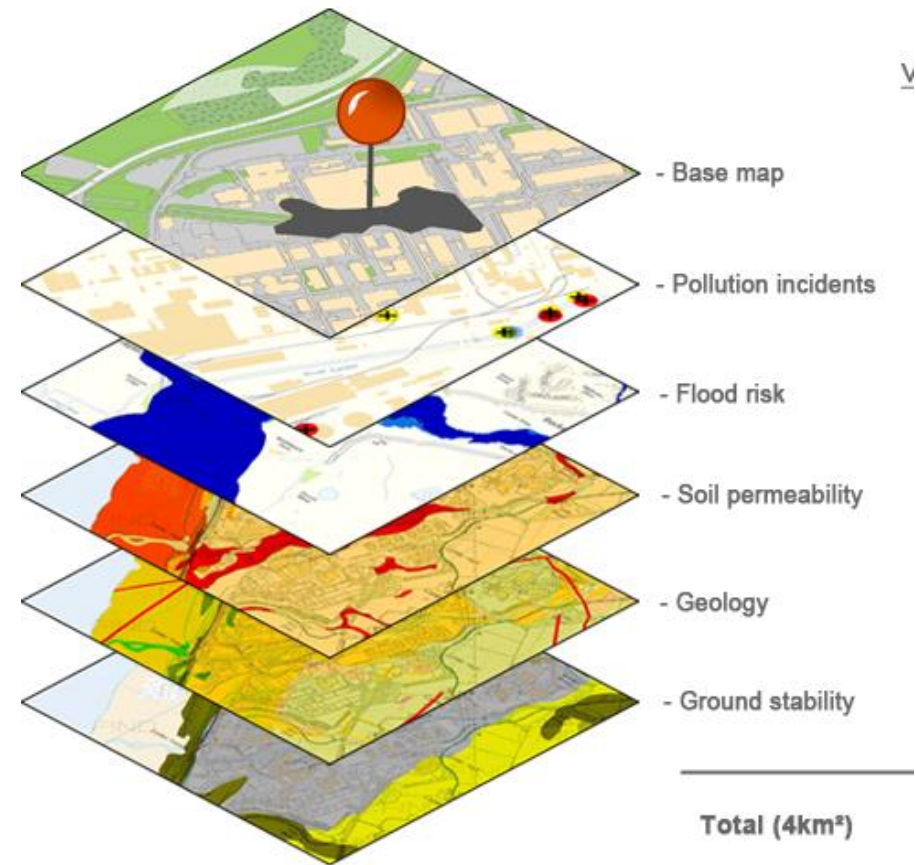 V
- Base map
- Pollution incidents
- Flood risk
- Soil permeability
- Geology
- Ground stability
Total (4km²)